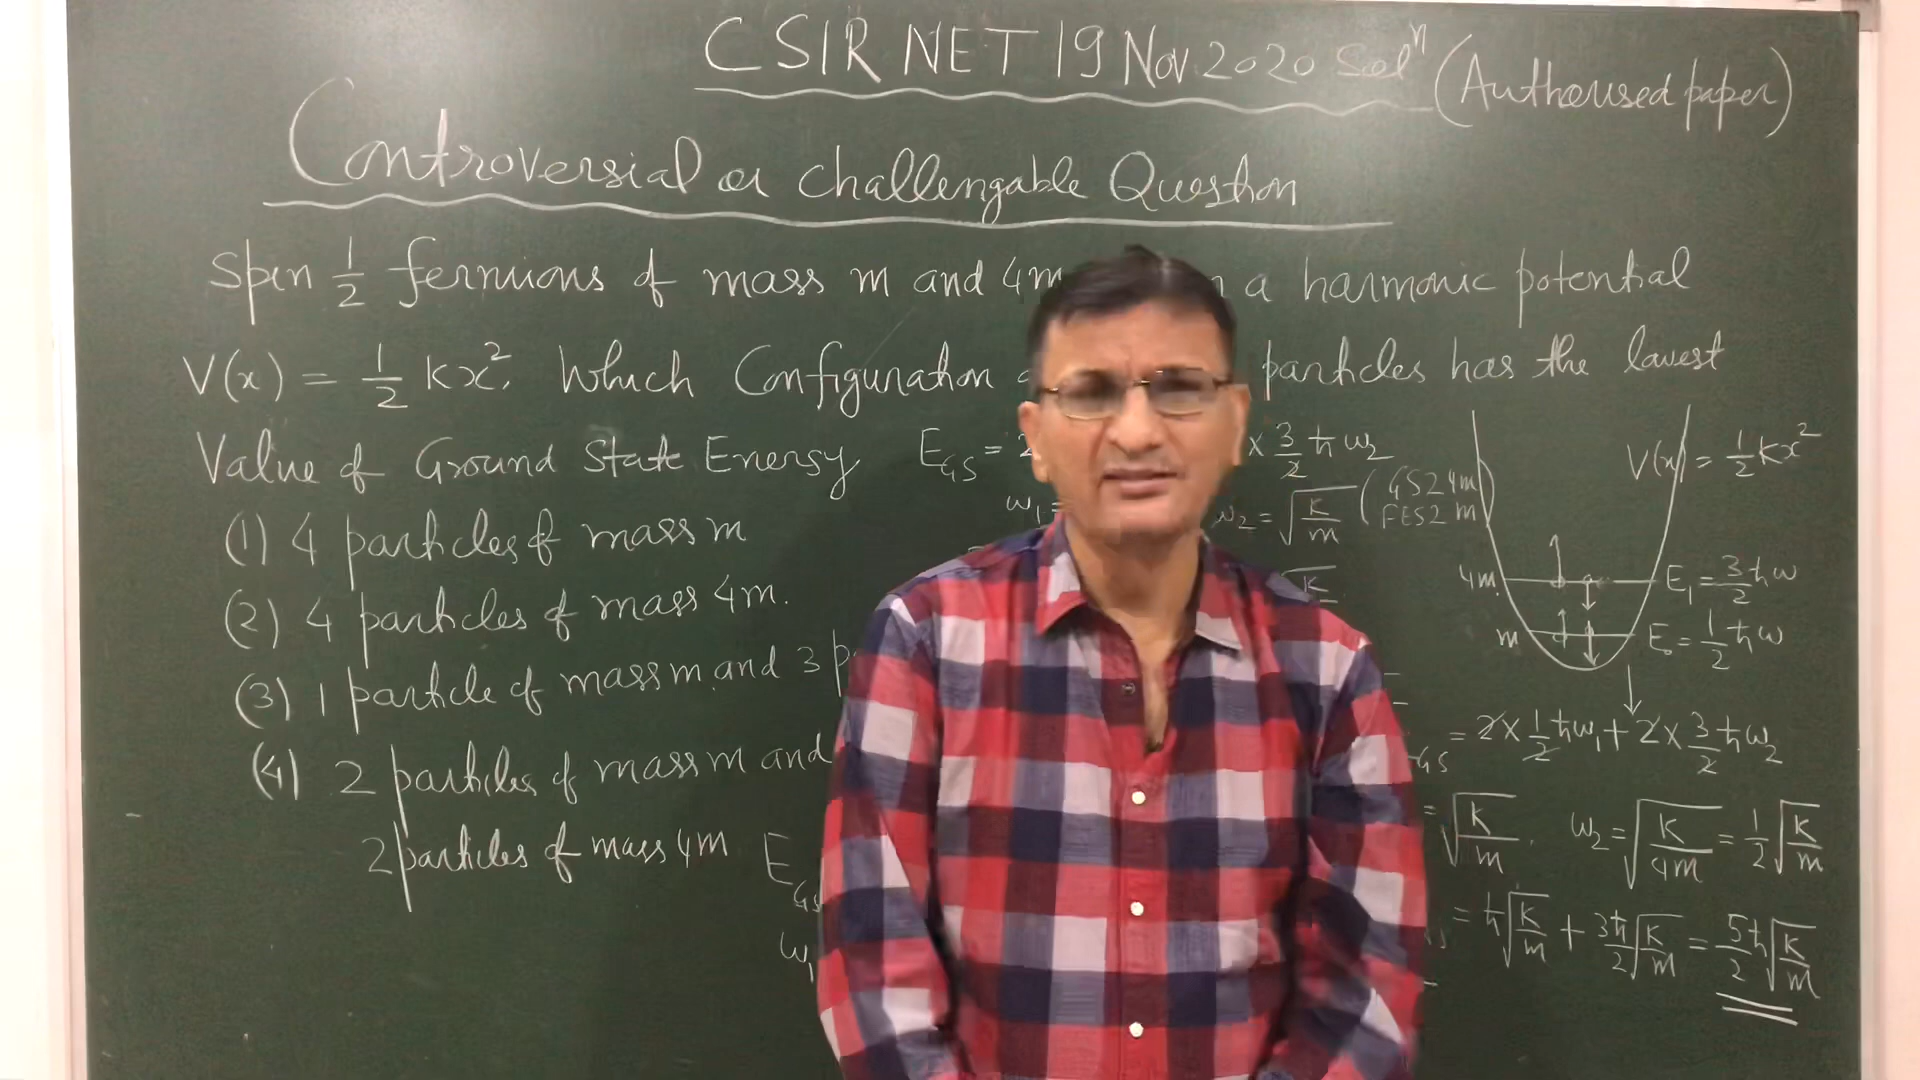 CSIR NET 19 Nov 2020 Solⁿ (Authorised paper)
Controversial or challengable Question
Spin 1/2 fermions of mass m and 4m a harmonic potential
V(x) = 1/2 Kx². Which Configuration particles has the lowest
Value of Ground State Energy
(1) 4 particles of mass m
(2) 4 particles of mass 4m.
(3) 1 particle of mass m and 3
(4) 2 particles of mass m and
2 particles of mass 4m
E_GS = 2 x 3/2 ħω₂
ω₁ = ω₂ = √(K/m) (GS2 4m FES2 m)
E_GS
ω₁
V(x) = 1/2 Kx²
4m E₁ = 3/2 ħω
m E₀ = 1/2 ħω
GS = 2 x 1/2 ħω₁ + 2 x 3/2 ħω₂
= √(K/m), ω₂ = √(K/4m) = 1/2 √(K/m)
= ħ√(K/m) + 3ħ/2 √(K/m) = 5ħ/2 √(K/m)